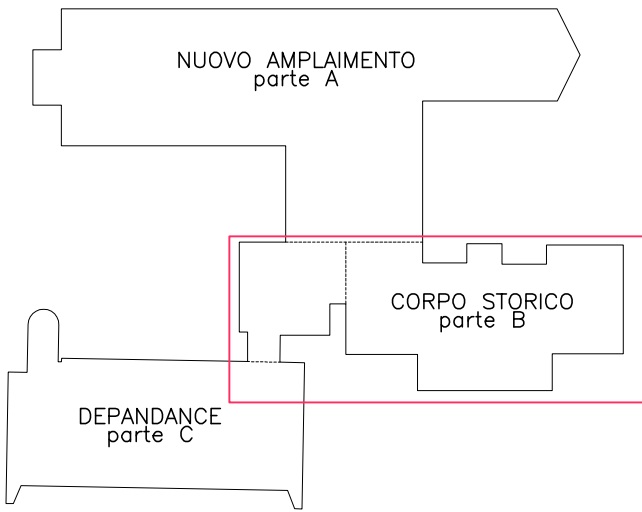 NUOVO AMPLAIMENTO
parte A
CORPO STORICO
parte B
DEPANDANCE
parte C